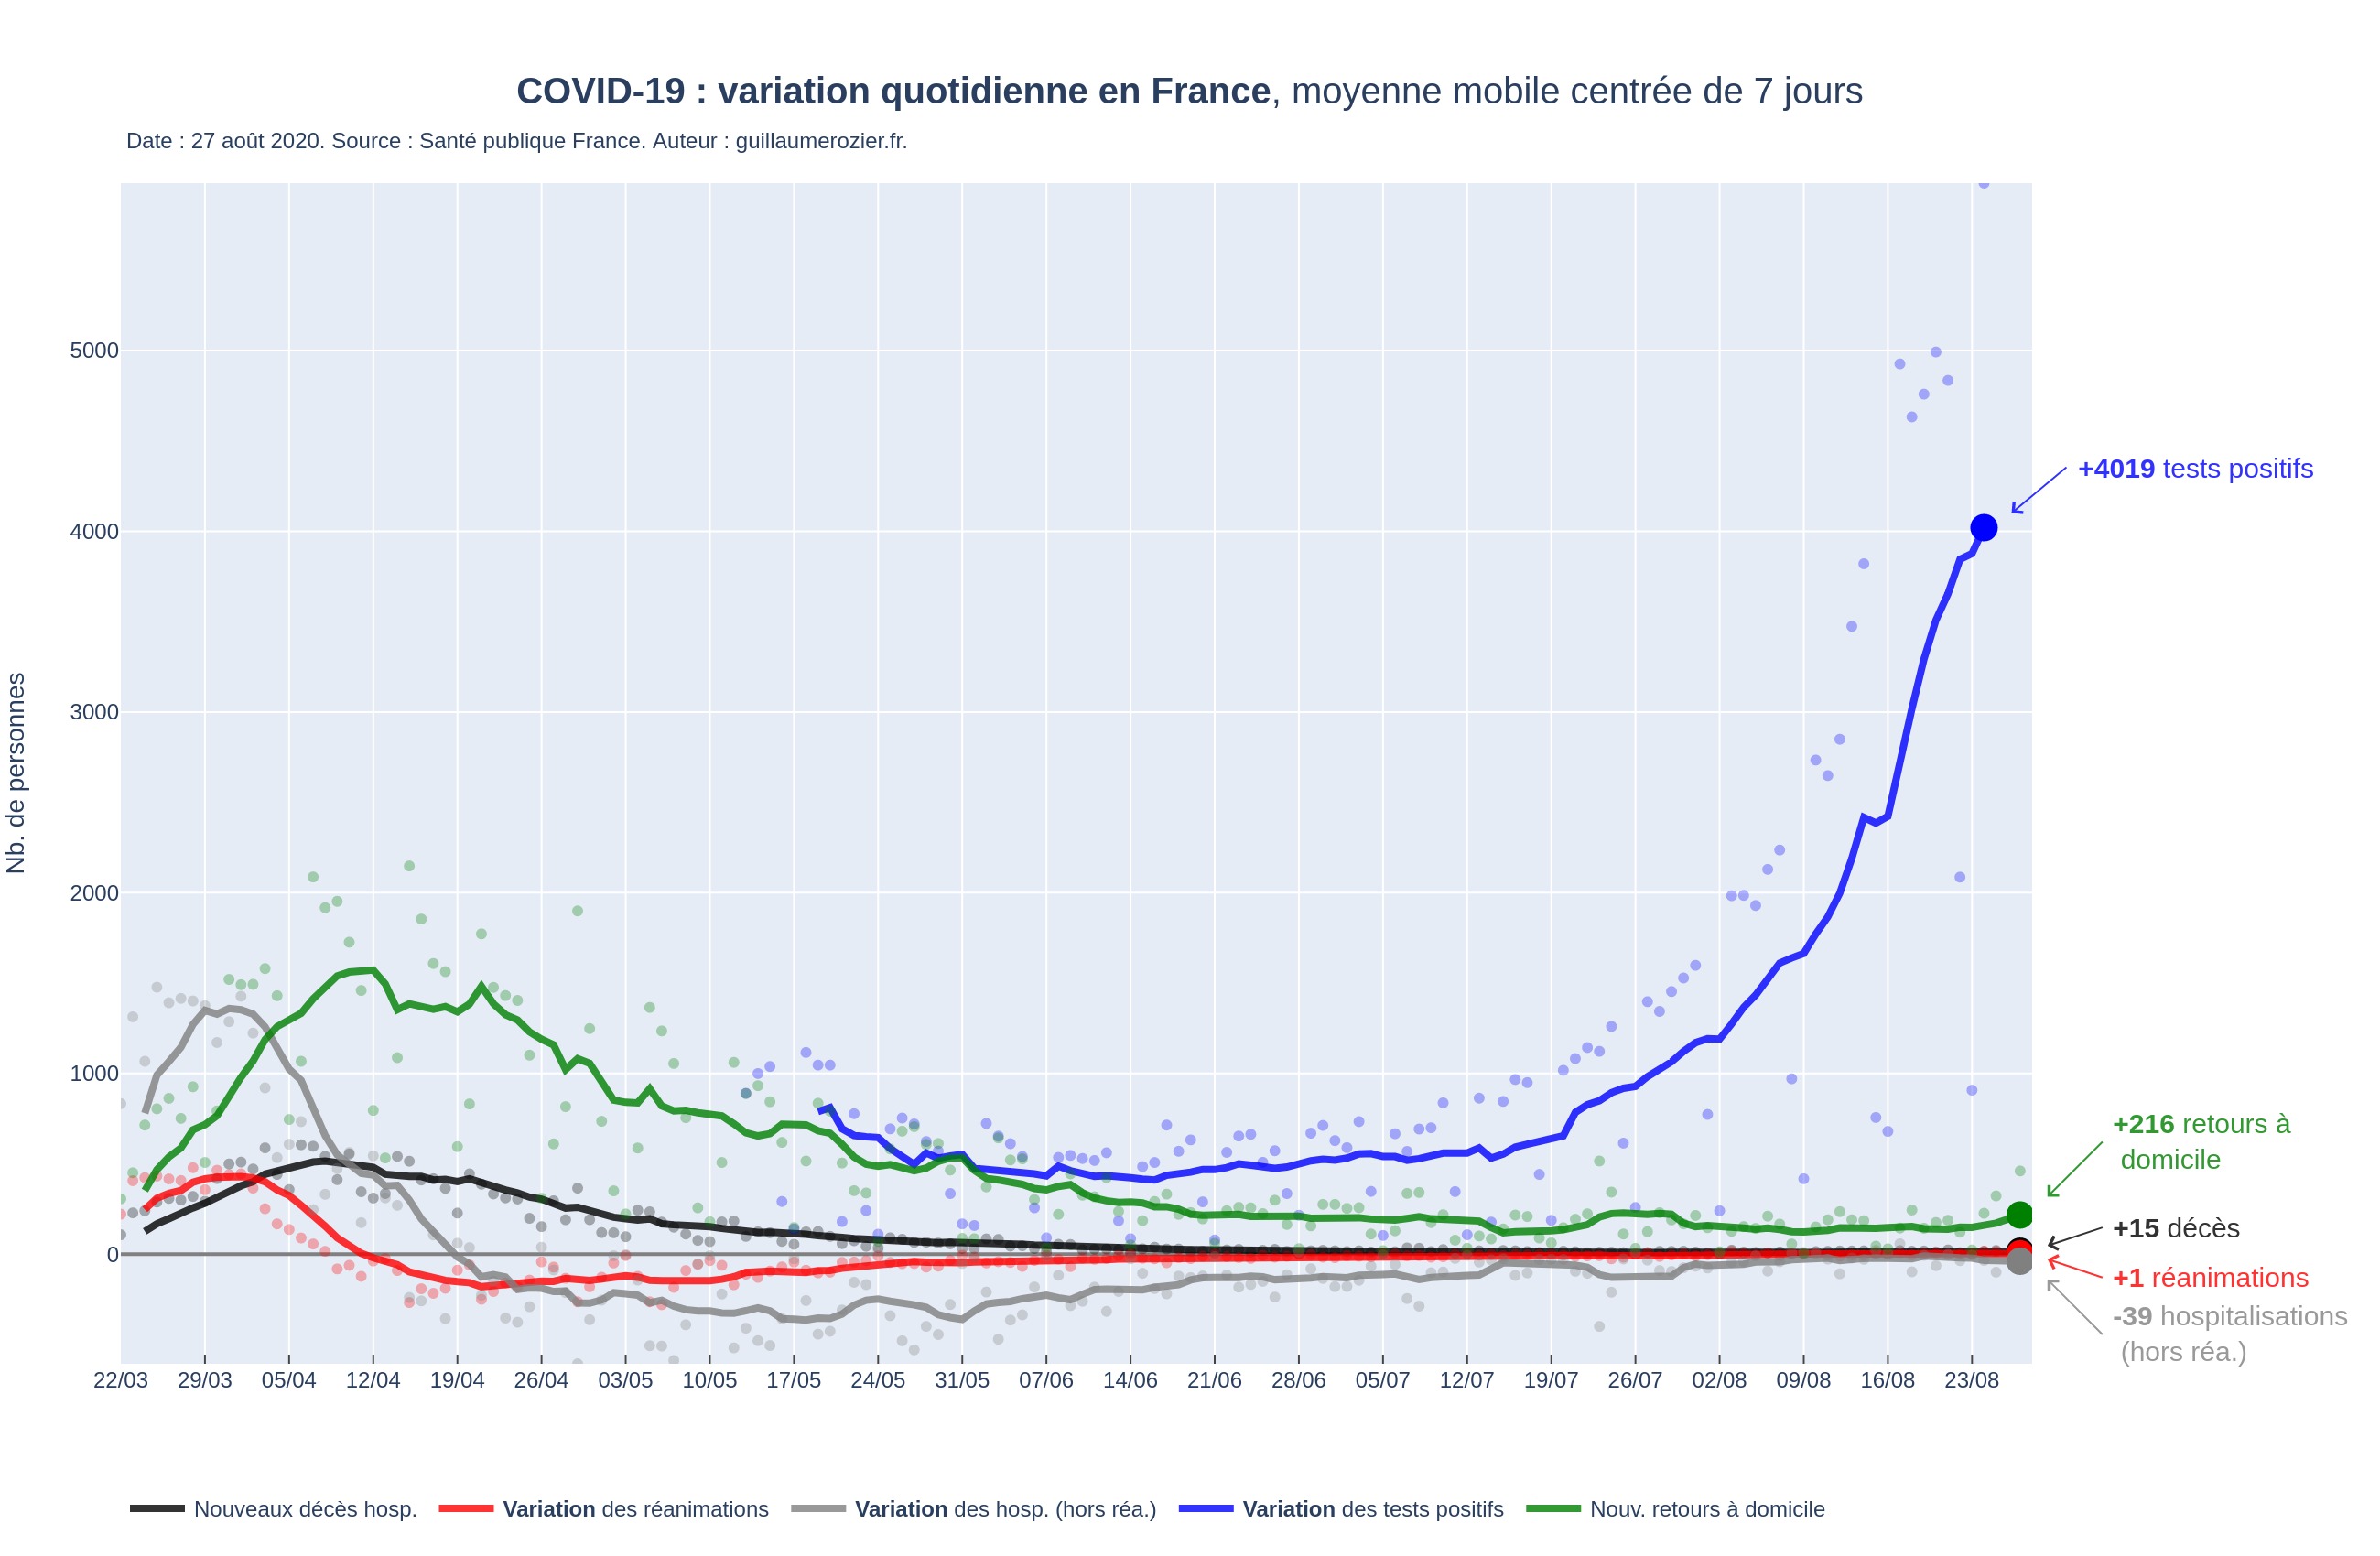 COVID-19 : variation quotidienne en France, moyenne mobile centrée de 7 jours
Date : 27 août 2020. Source : Santé publique France. Auteur : guillaumerozier.fr.
Nb. de personnes
5000
4000
3000
2000
1000
0
+4019 tests positifs
+216 retours à
domicile
+15 décès
+1 réanimations
-39 hospitalisations
(hors réa.)
22/03 29/03 05/04 12/04 19/04 26/04 03/05 10/05 17/05 24/05 31/05 07/06 14/06 21/06 28/06 05/07 12/07 19/07 26/07 02/08 09/08 16/08 23/08
Nouveaux décès hosp. Variation des réanimations Variation des hosp. (hors réa.) Variation des tests positifs Nouv. retours à domicile